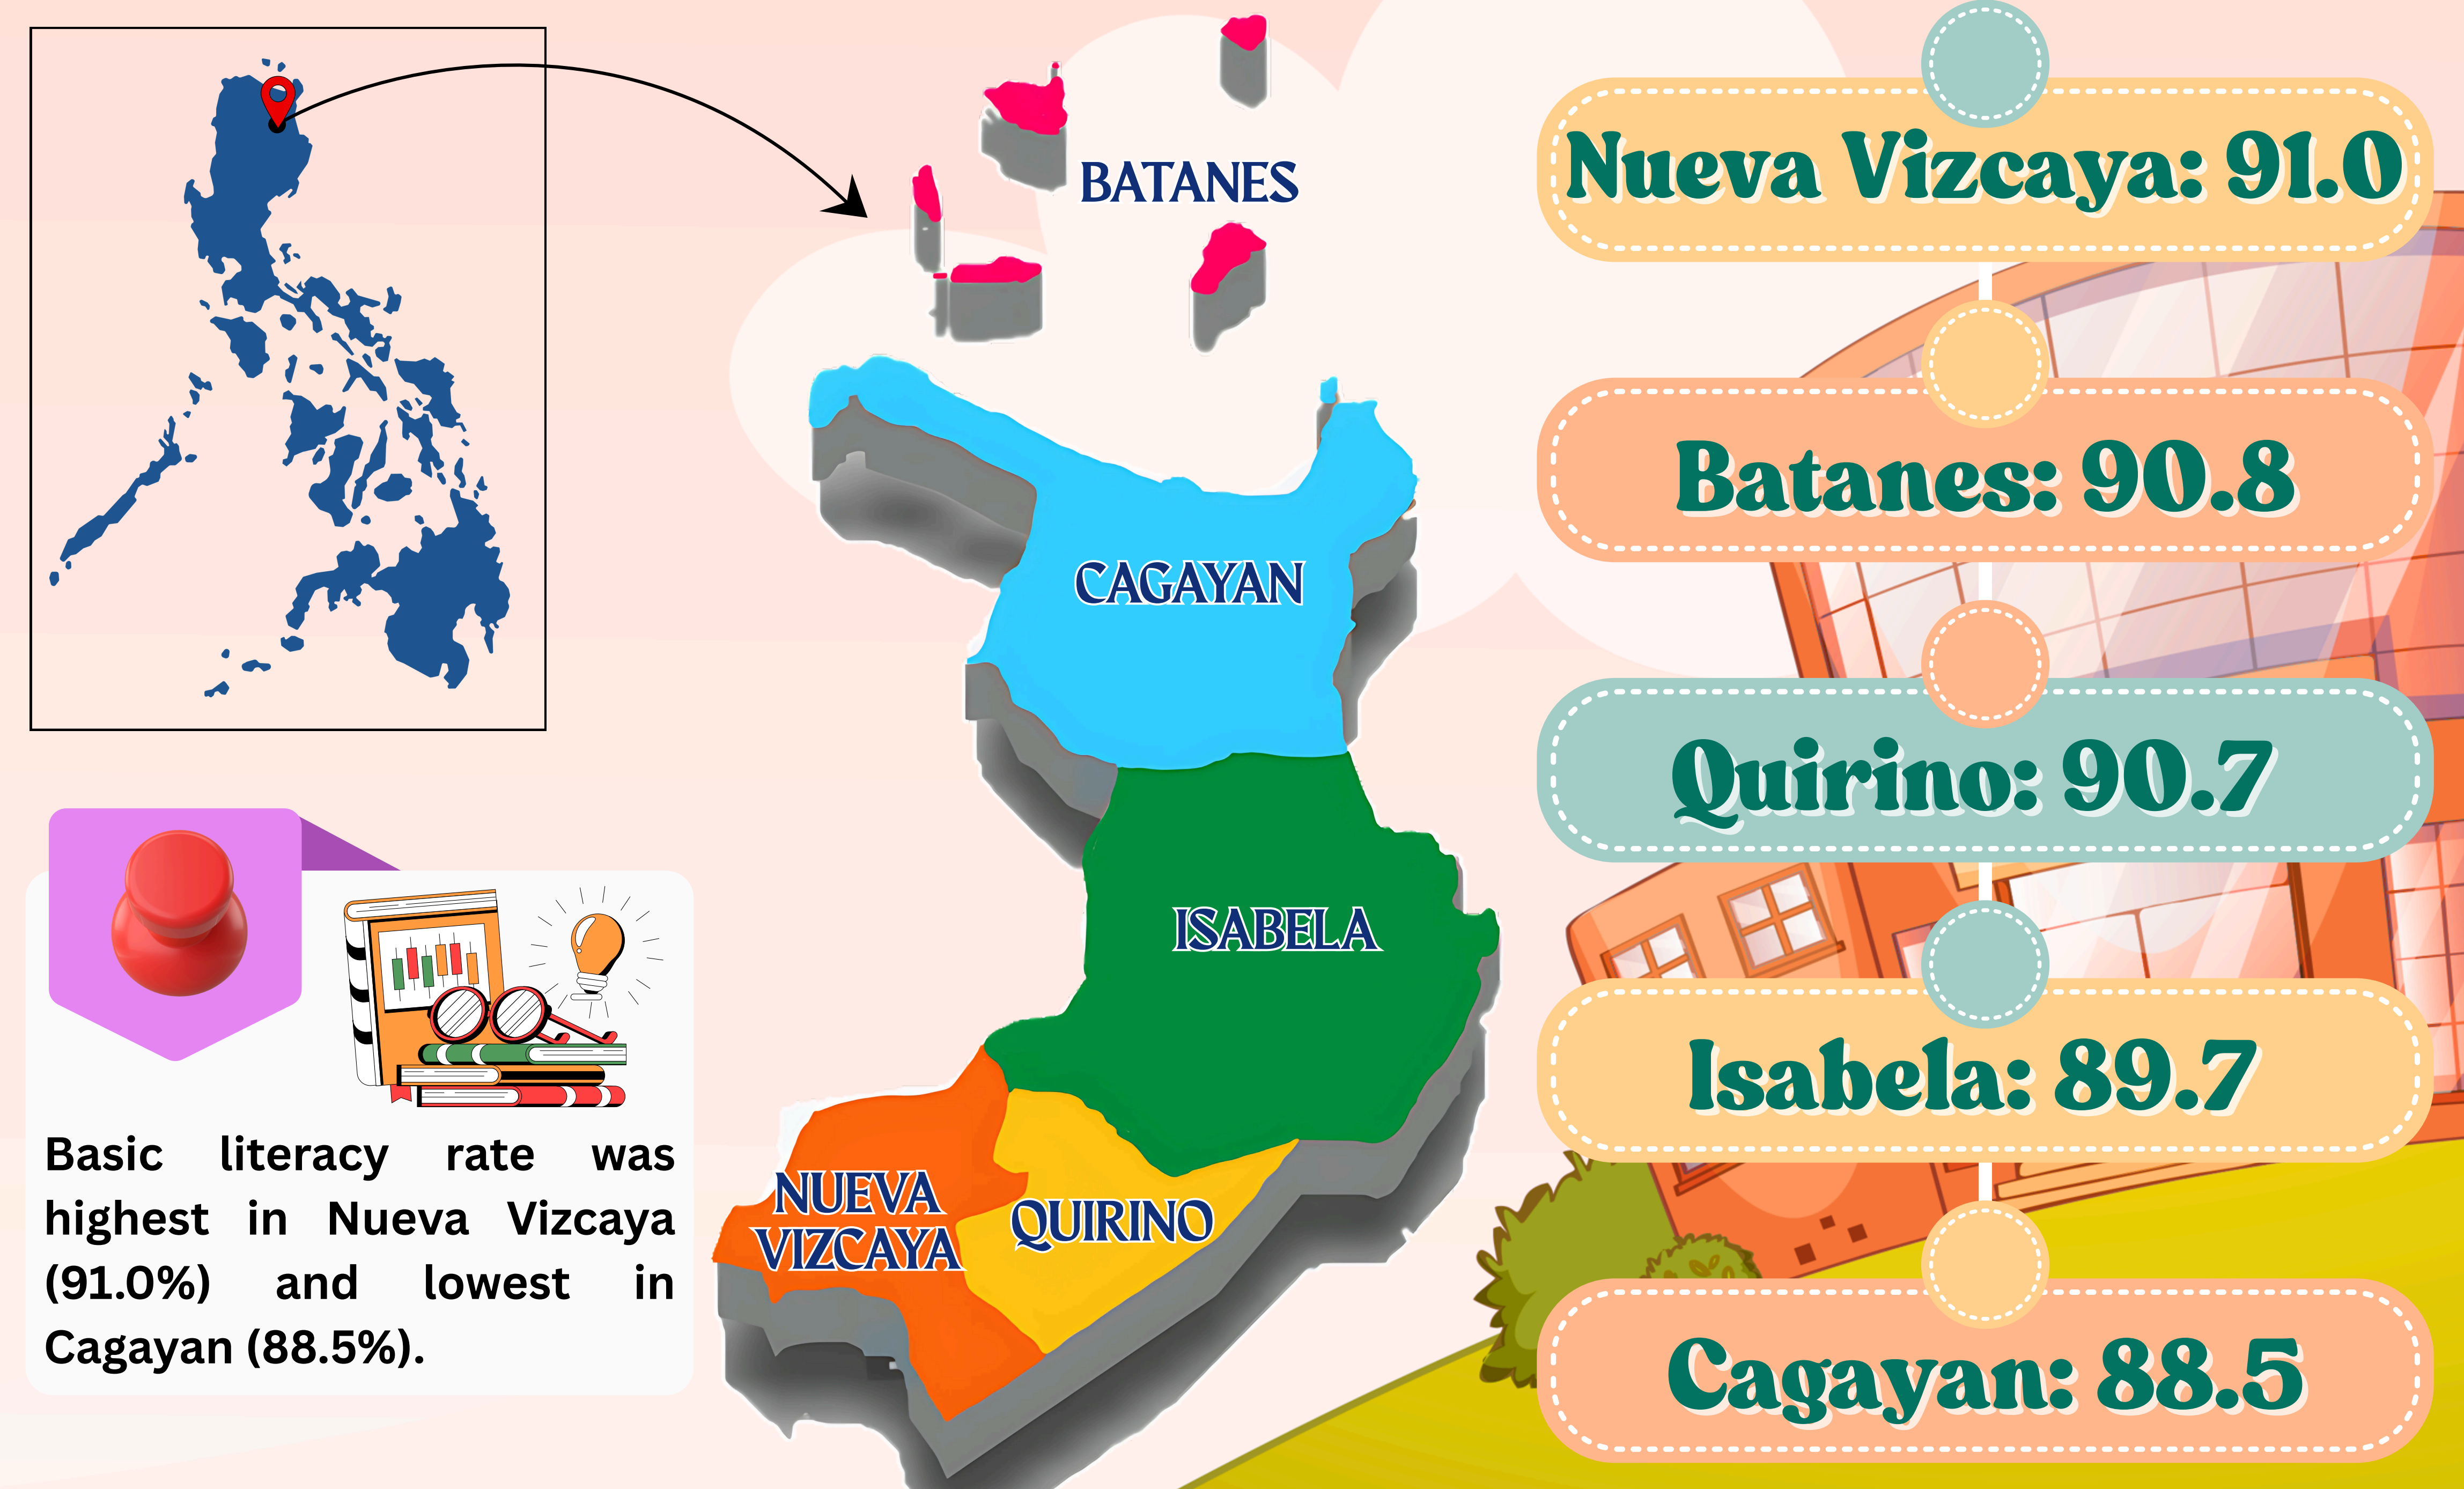 BATANES
CAGAYAN
ISABELA
NUEVA
VIZCAYA
QUIRINO
Basic literacy rate was
highest in Nueva Vizcaya
(91.0%) and lowest in
Cagayan (88.5%).
Nueva Vizcaya: 91.0
Batanes: 90.8
Quirino: 90.7
Isabela: 89.7
Cagayan: 88.5